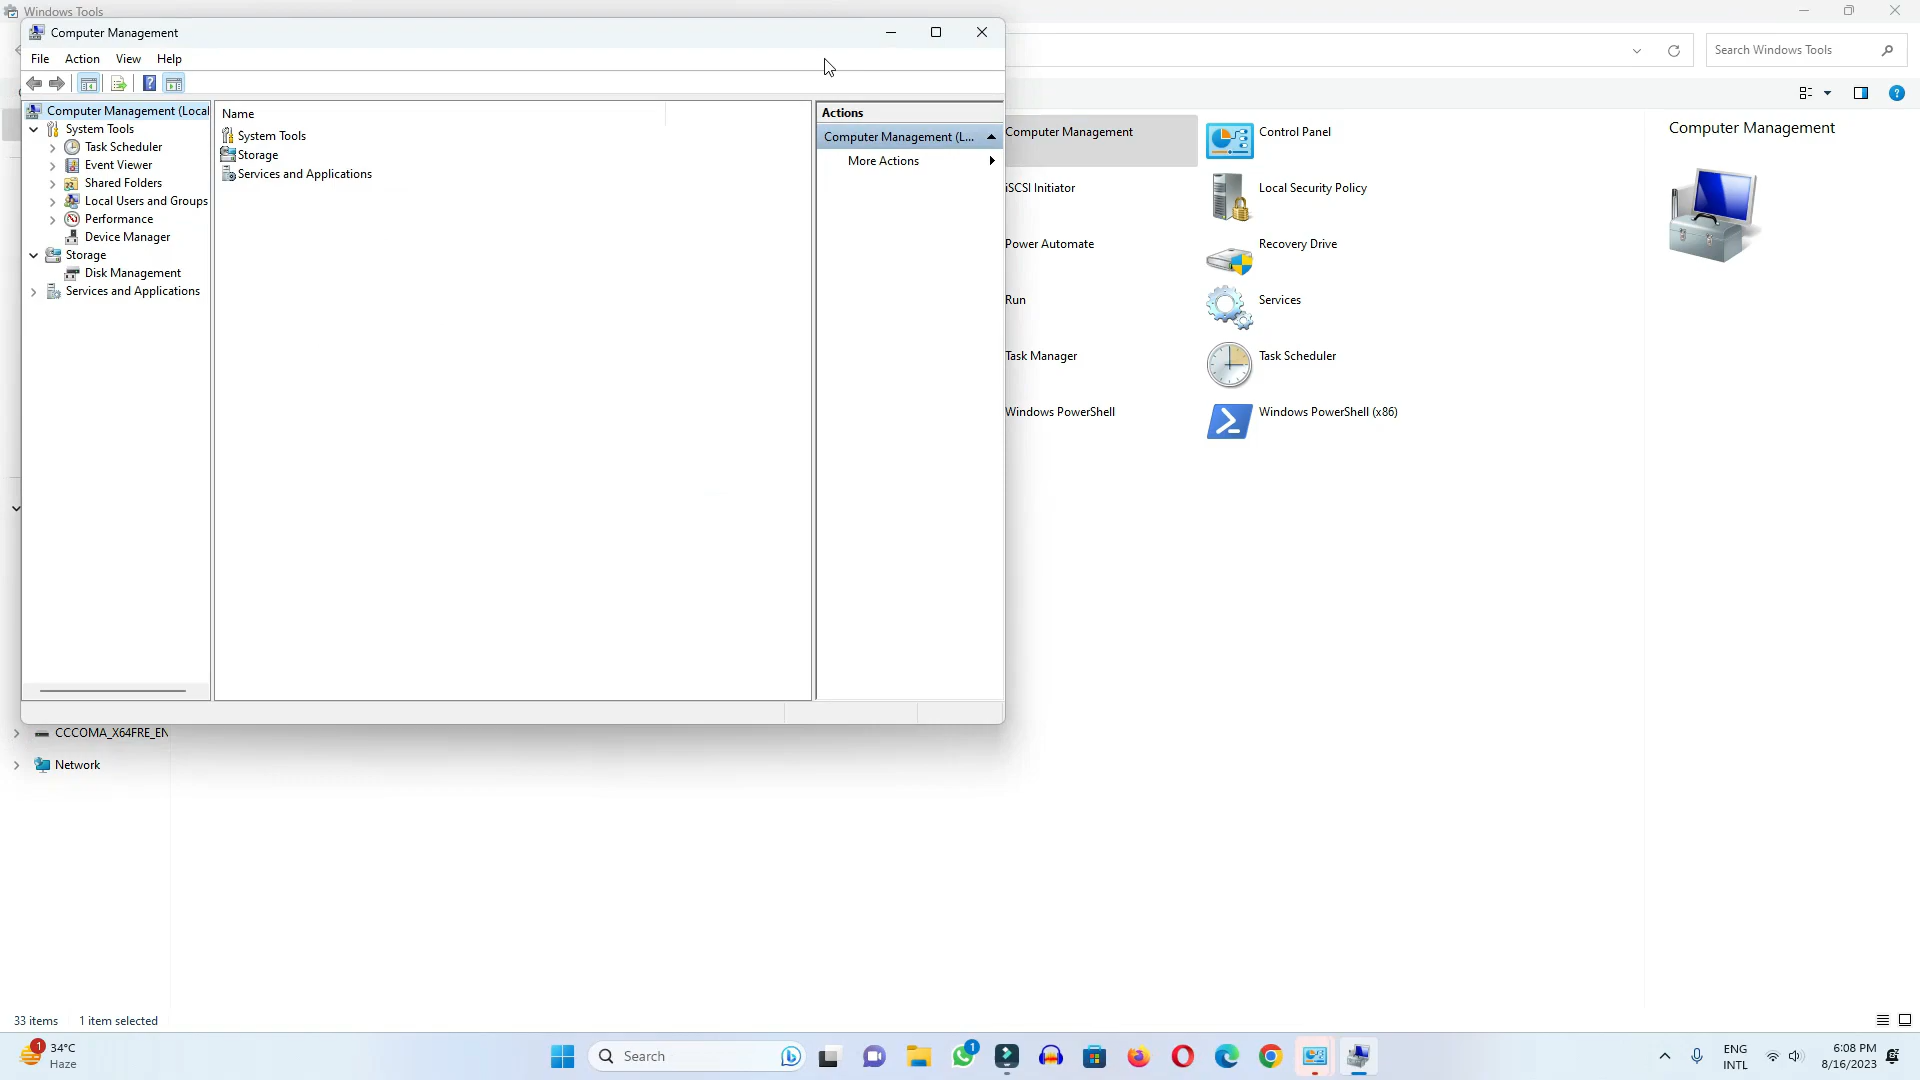 Windows Tools
Computer Management
File Action View Help
Search Windows Tools
Computer Management (Local
System Tools
Task Scheduler
Event Viewer
Shared Folders
Local Users and Groups
Performance
Device Manager
Storage
Disk Management
Services and Applications
Name
System Tools
Storage
Services and Applications
Actions
Computer Management (L...
More Actions
Computer Management
Control Panel
iSCSI Initiator
Local Security Policy
Power Automate
Recovery Drive
Run
Services
Task Manager
Task Scheduler
Windows PowerShell
Windows PowerShell (x86)
Computer Management
CCCOMA_X64FRE_EN
Network
33 items 1 item selected
1
34°C
Haze
Search
1
ENG
INTL
6:08 PM
8/16/2023